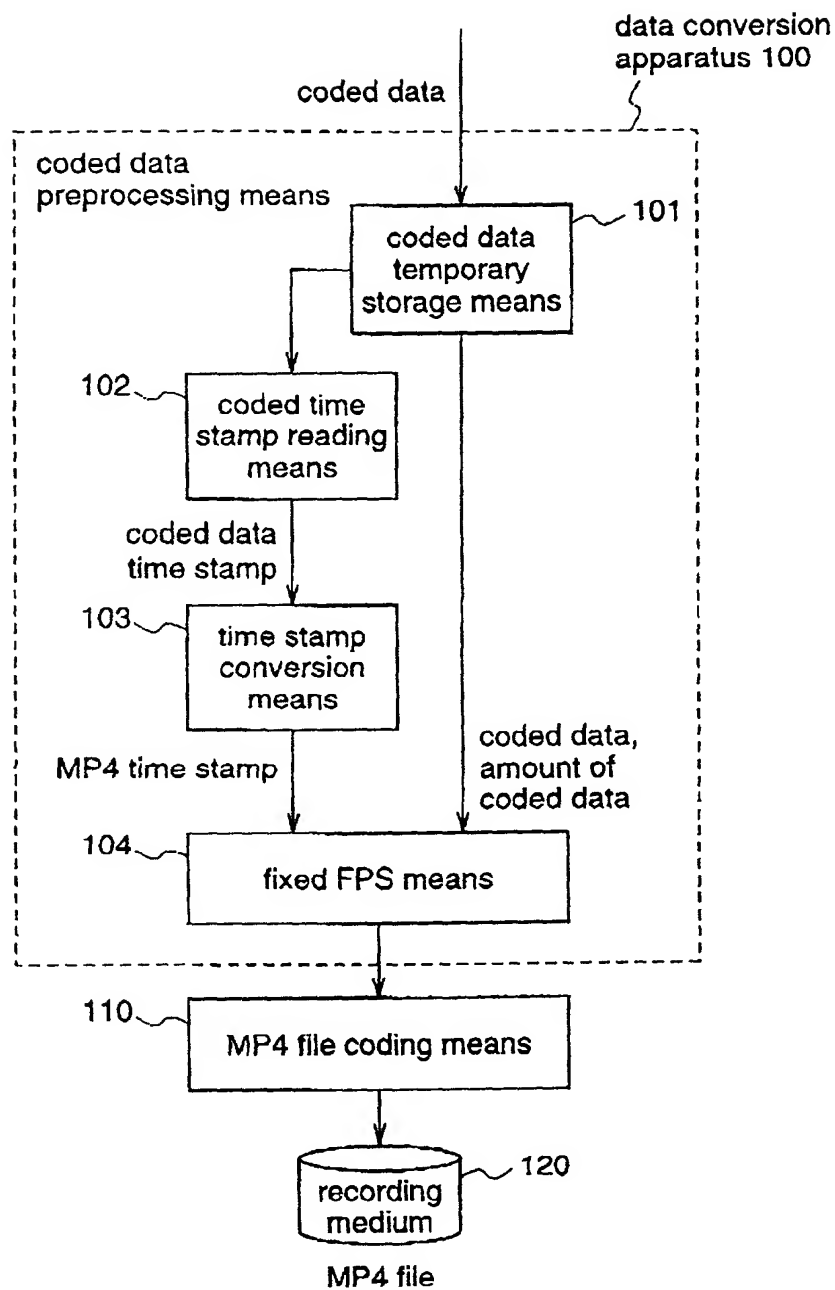 data conversion
apparatus 100
coded data
coded data
preprocessing means
101
coded data
temporary
storage means
102
coded time
stamp reading
means
coded data
time stamp
103
time stamp
conversion
means
MP4 time stamp
coded data,
amount of
coded data
104
fixed FPS means
110
MP4 file coding means
120
recording
medium
MP4 file